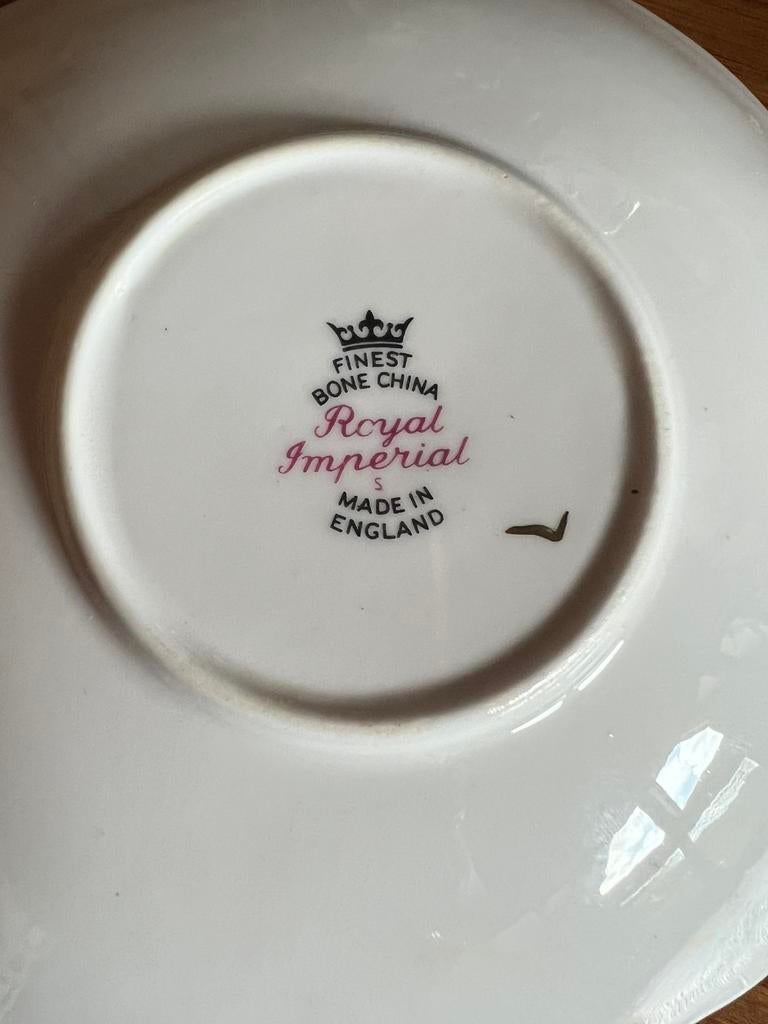 FINEST
BONE CHINA
Royal
Imperial
S
MADE IN
ENGLAND